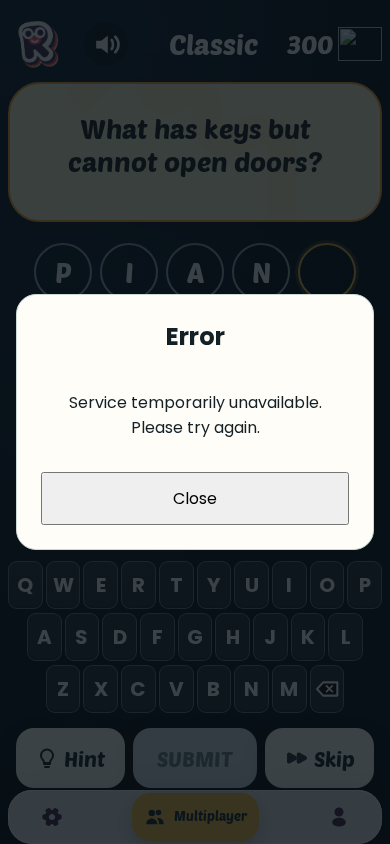 R
Classic
300
What has keys but
cannot open doors?
P I A N
Error
Service temporarily unavailable.
Please try again.
Close
Q W E R T Y U I O P
A S D F G H J K L
Z X C V B N M
Hint
SUBMIT
Skip
Multiplayer